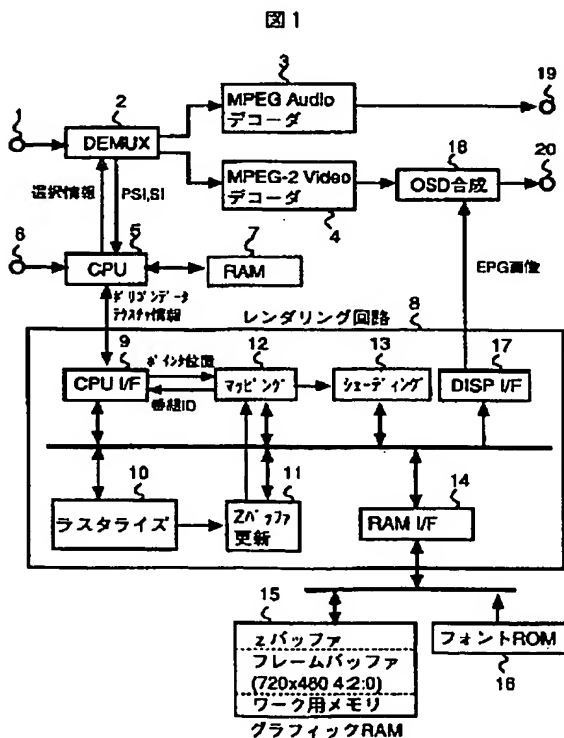 図1
3
MPEG Audio
デコーダ
19
1
2
DEMUX
MPEG-2 Video
デコーダ
4
18
OSD合成
20
選択情報
PSI,SI
6
5
CPU
7
RAM
EPG画像
ポリゴンデータ
テクスチャ情報
レンダリング回路
8
9
CPU I/F
ポインタ位置
番組ID
12
マッピング
13
シェーディング
17
DISP I/F
10
ラスタライズ
11
Zバッファ
更新
14
RAM I/F
15
zバッファ
フレームバッファ
(720x480 4:2:0)
ワーク用メモリ
グラフィックRAM
フォントROM
16